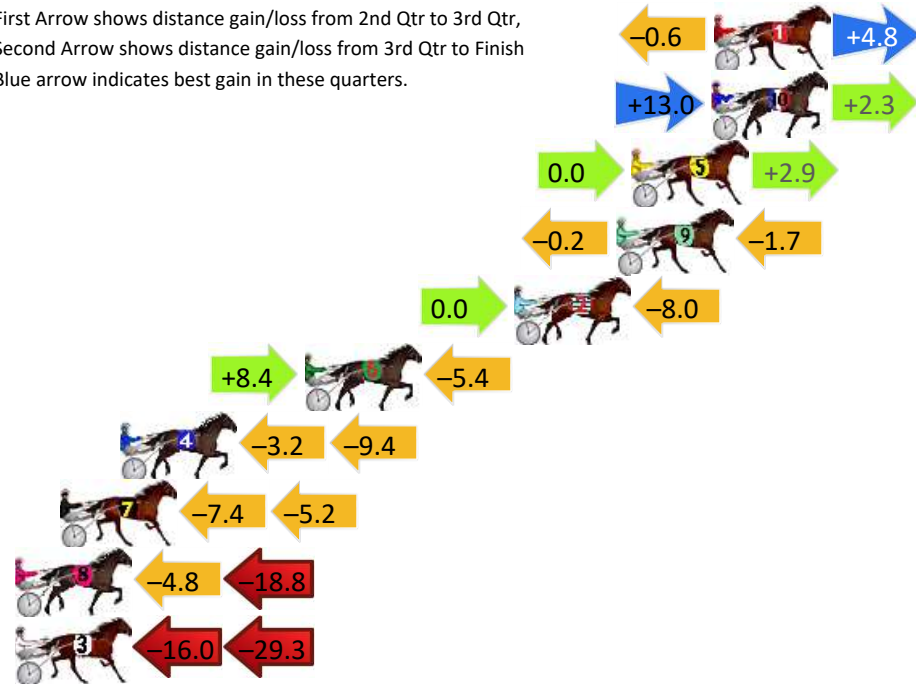 First Arrow shows distance gain/loss from 2nd Qtr to 3rd Qtr,
Second Arrow shows distance gain/loss from 3rd Qtr to Finish
Blue arrow indicates best gain in these quarters.
–0.6 1 +4.8
+13.0 10 +2.3
0.0 5 +2.9
–0.2 9 –1.7
0.0 2 –8.0
+8.4 6 –5.4
4 –3.2 –9.4
7 –7.4 –5.2
8 –4.8 –18.8
3 –16.0 –29.3